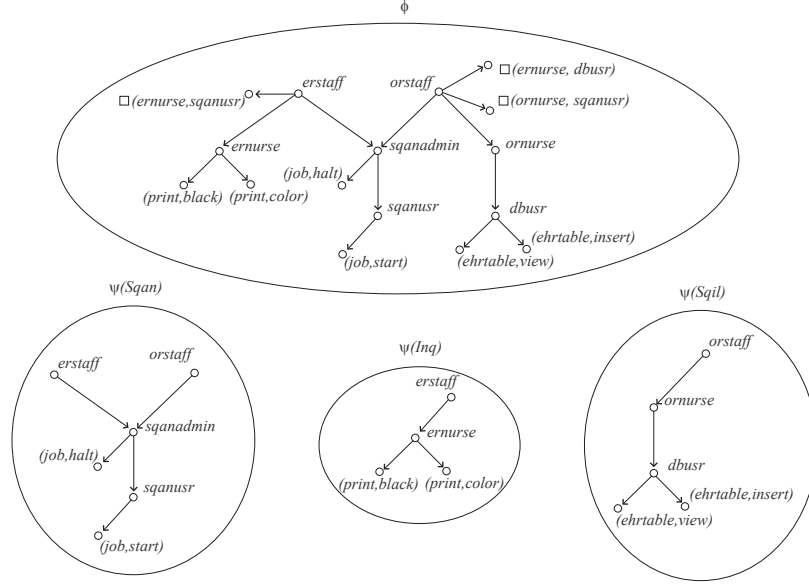 ϕ
□(ernurse, dbusr)
erstaff
orstaff
□(ernurse,sqanusr)
□(ornurse, sqanusr)
ernurse
sqanadmin
ornurse
(job,halt)
(print,black)
(print,color)
sqanusr
dbusr
(ehrtable,insert)
(job,start)
(ehrtable,view)
ψ(Sqan)
erstaff
orstaff
sqanadmin
(job,halt)
sqanusr
(job,start)
ψ(Inq)
erstaff
ernurse
(print,black)
(print,color)
ψ(Sqil)
orstaff
ornurse
dbusr
(ehrtable,insert)
(ehrtable,view)